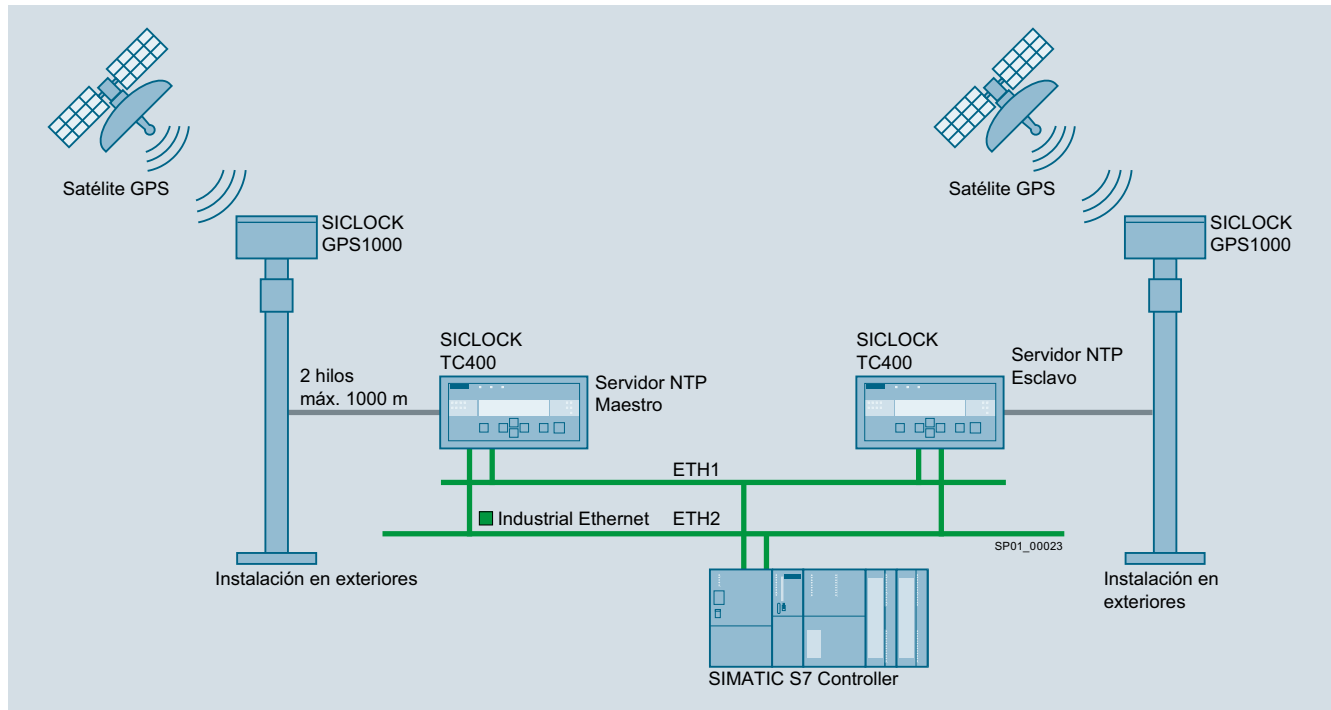 Satélite GPS
SICLOCK
GPS1000
2 hilos
máx. 1000 m
SICLOCK
TC400
Servidor NTP
Maestro
SICLOCK
TC400
Servidor NTP
Esclavo
Satélite GPS
SICLOCK
GPS1000
ETH1
Industrial Ethernet ETH2
SP01_00023
Instalación en exteriores
Instalación en
exteriores
SIMATIC S7 Controller